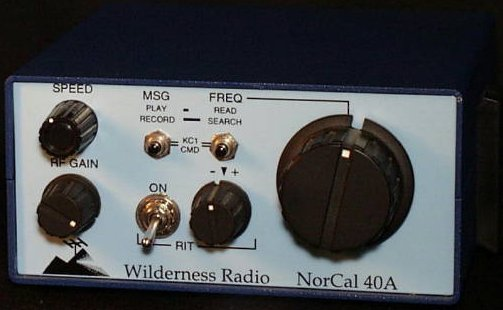 SPEED
MSG
FREQ
PLAY
-
READ
RECORD
—
SEARCH
KC1
CMD
RF GAIN
ON
- ▼ +
RIT
Wilderness Radio
NorCal 40A